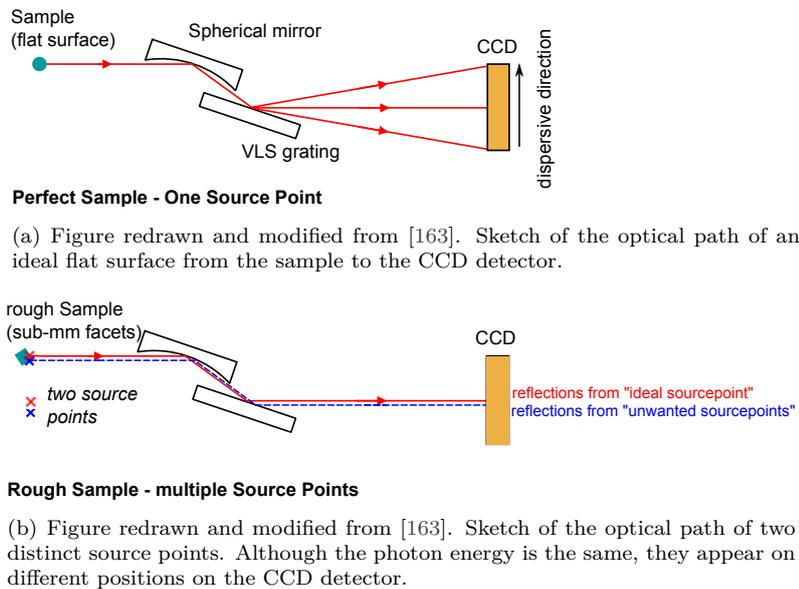 Sample
(flat surface)
Spherical mirror
CCD
dispersive direction
VLS grating
Perfect Sample - One Source Point
(a) Figure redrawn and modified from [163]. Sketch of the optical path of an
ideal flat surface from the sample to the CCD detector.
rough Sample
(sub-mm facets)
CCD
two source
points
reflections from "ideal sourcepoint"
reflections from "unwanted sourcepoints"
Rough Sample - multiple Source Points
(b) Figure redrawn and modified from [163]. Sketch of the optical path of two
distinct source points. Although the photon energy is the same, they appear on
different positions on the CCD detector.